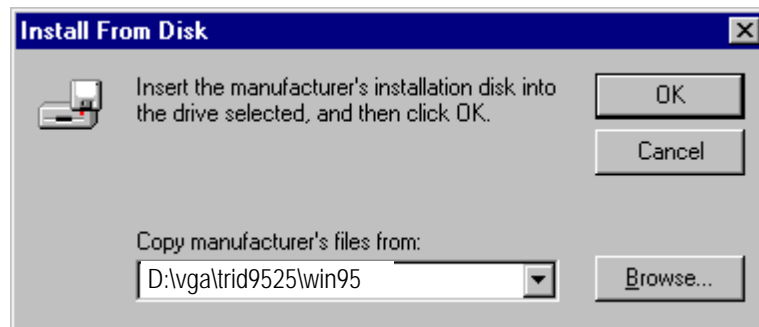 Install From Disk
Insert the manufacturer's installation disk into
the drive selected, and then click OK.
OK
Cancel
Copy manufacturer's files from:
D:\vga\trid9525\win95
Browse...